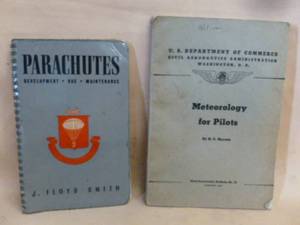 PARACHUTES
DEVELOPMENT • USE • MAINTENANCE
J. FLOYD SMITH
U. S. DEPARTMENT OF COMMERCE
CIVIL AERONAUTICS ADMINISTRATION
WASHINGTON, D. C.
Meteorology
for Pilots